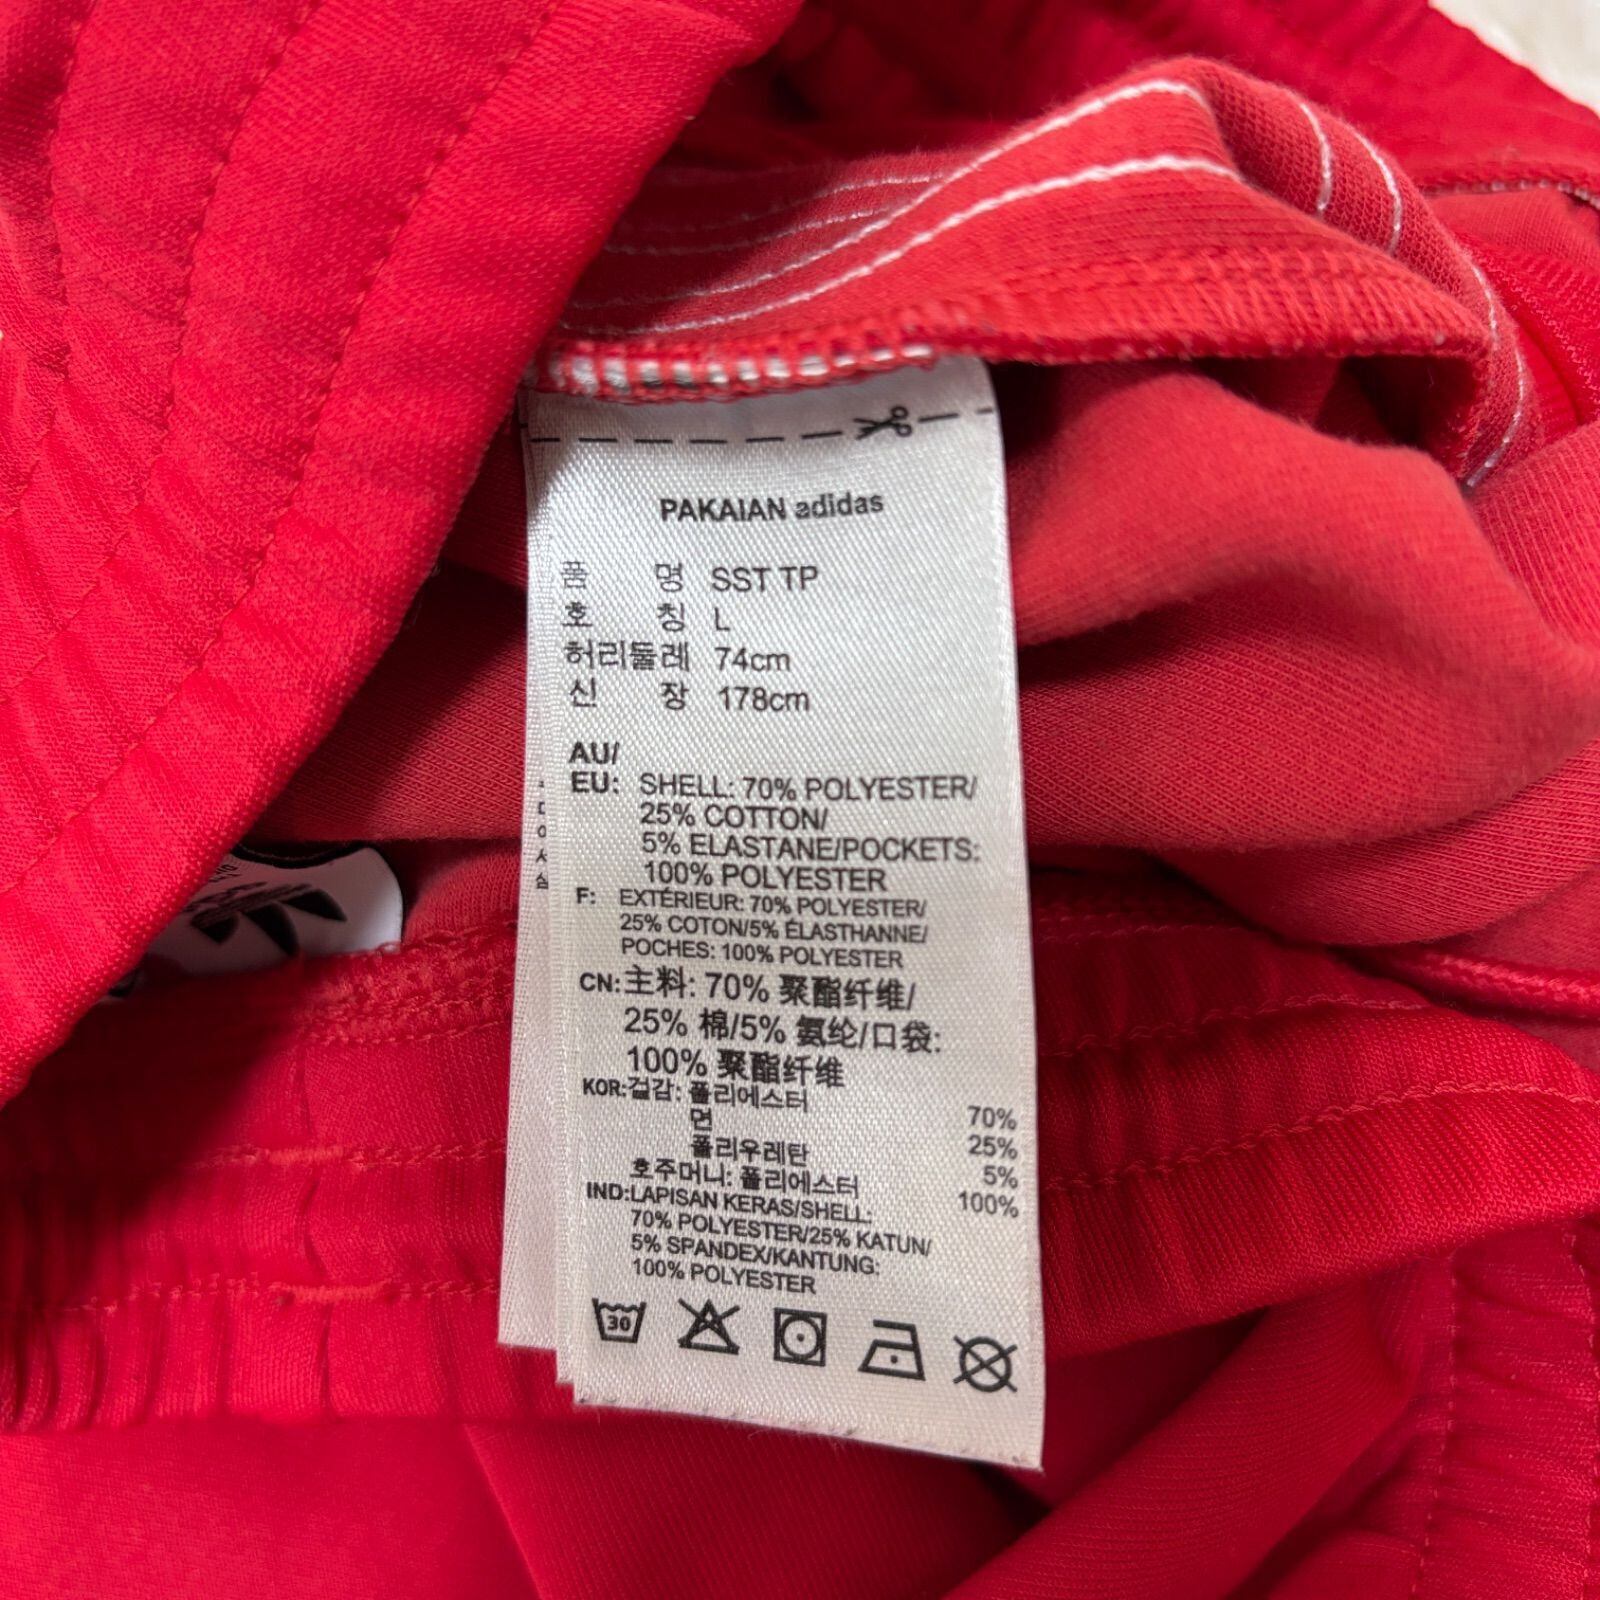 PAKAIAN adidas
품 명 SST TP
호 칭 L
허리둘레 74cm
신 장 178cm
AU/
EU: SHELL: 70% POLYESTER/
25% COTTON/
5% ELASTANE/POCKETS:
100% POLYESTER
F: EXTÉRIEUR: 70% POLYESTER/
25% COTON/5% ÉLASTHANNE/
POCHES: 100% POLYESTER
CN: 主料: 70% 聚酯纤维/
25% 棉/5% 氨纶/口袋:
100% 聚酯纤维
KOR: 겉감: 폴리에스터 70%
면 25%
폴리우레탄 5%
호주머니: 폴리에스터 100%
IND: LAPISAN KERAS/SHELL:
70% POLYESTER/25% KATUN/
5% SPANDEX/KANTUNG:
100% POLYESTER
30